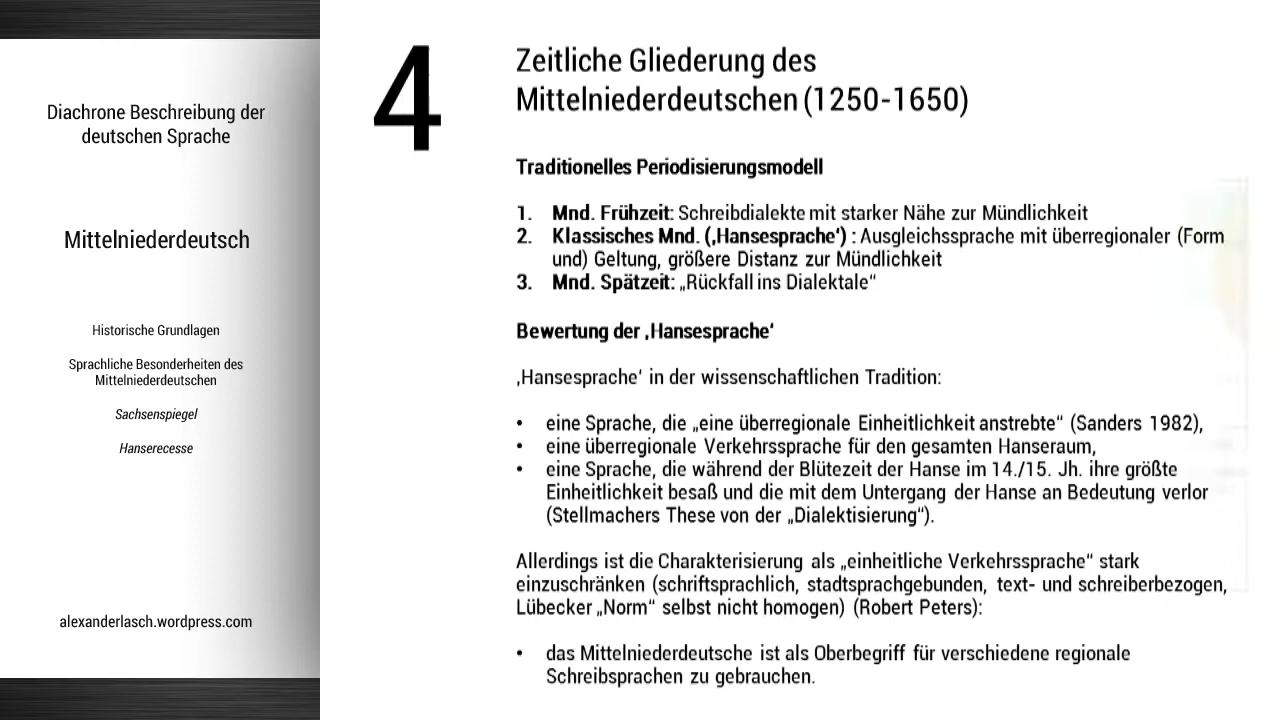 Diachrone Beschreibung der
deutschen Sprache
Mittelniederdeutsch
Historische Grundlagen
Sprachliche Besonderheiten des
Mittelniederdeutschen
Sachsenspiegel
Hanserecesse
alexanderlasch.wordpress.com
4
Zeitliche Gliederung des
Mittelniederdeutschen (1250-1650)
Traditionelles Periodisierungsmodell
1. Mnd. Frühzeit: Schreibdialekte mit starker Nähe zur Mündlichkeit
2. Klassisches Mnd. (‚Hansesprache‘) : Ausgleichssprache mit überregionaler (Form
und) Geltung, größere Distanz zur Mündlichkeit
3. Mnd. Spätzeit: „Rückfall ins Dialektale“
Bewertung der ‚Hansesprache‘
‚Hansesprache‘ in der wissenschaftlichen Tradition:
• eine Sprache, die „eine überregionale Einheitlichkeit anstrebte“ (Sanders 1982),
• eine überregionale Verkehrssprache für den gesamten Hanseraum,
• eine Sprache, die während der Blütezeit der Hanse im 14./15. Jh. ihre größte
Einheitlichkeit besaß und die mit dem Untergang der Hanse an Bedeutung verlor
(Stellmachers These von der „Dialektisierung“).
Allerdings ist die Charakterisierung als „einheitliche Verkehrssprache“ stark
einzuschränken (schriftsprachlich, stadtsprachgebunden, text- und schreiberbezogen,
Lübecker „Norm“ selbst nicht homogen) (Robert Peters):
• das Mittelniederdeutsche ist als Oberbegriff für verschiedene regionale
Schreibsprachen zu gebrauchen.